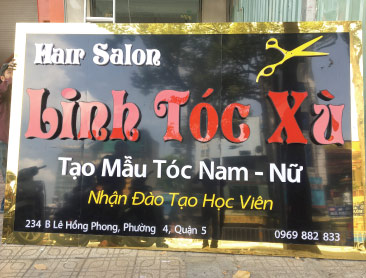 Hair Salon
Linh Tóc Xù
Tạo Mẫu Tóc Nam - Nữ
Nhận Đào Tạo Học Viên
234 B Lê Hồng Phong, Phường 4, Quận 5
0969 882 833